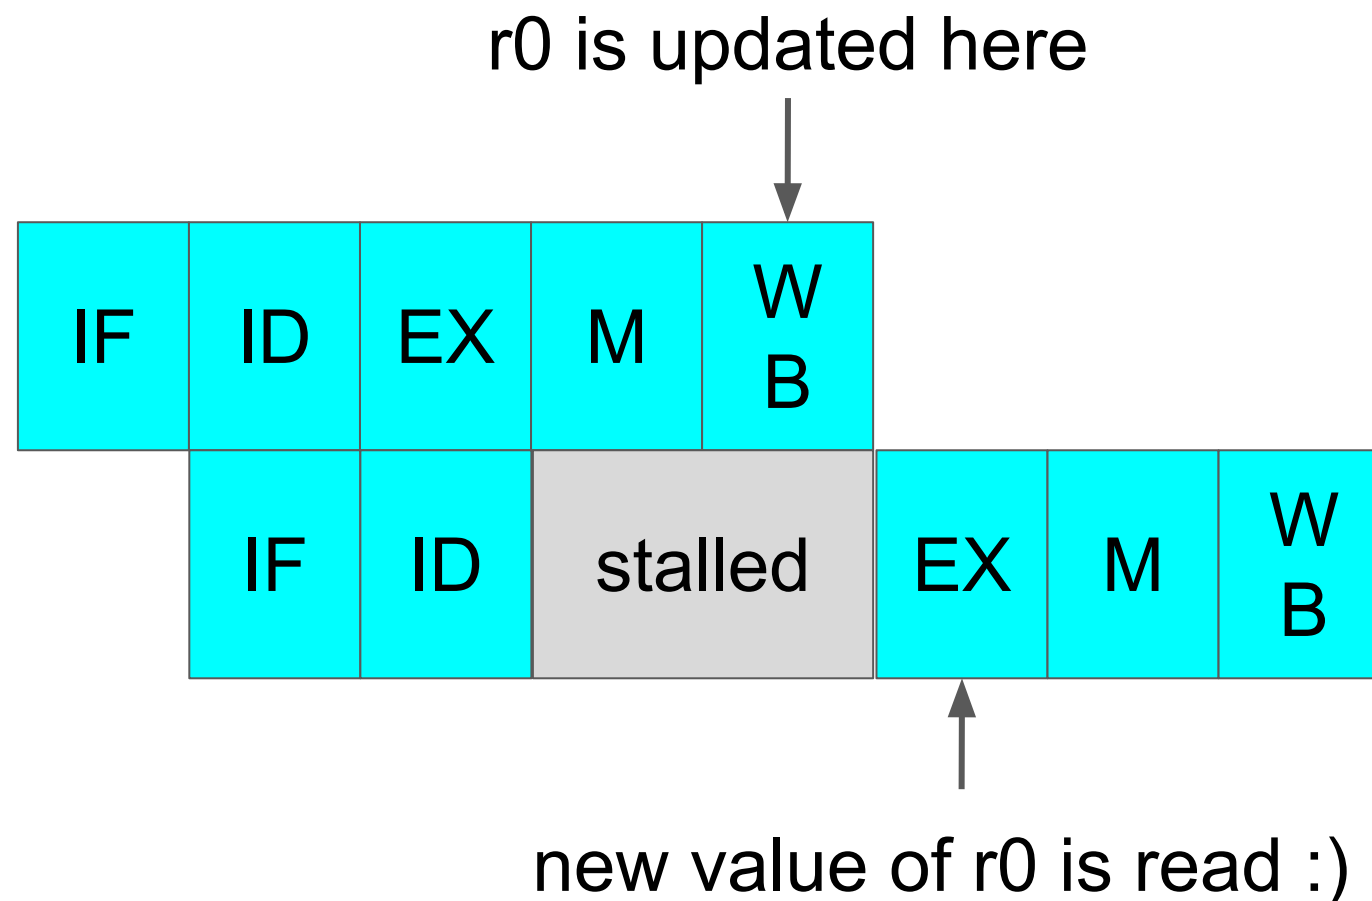 r0 is updated here
IF ID EX M W
B
IF ID stalled EX M W
B
new value of r0 is read :)